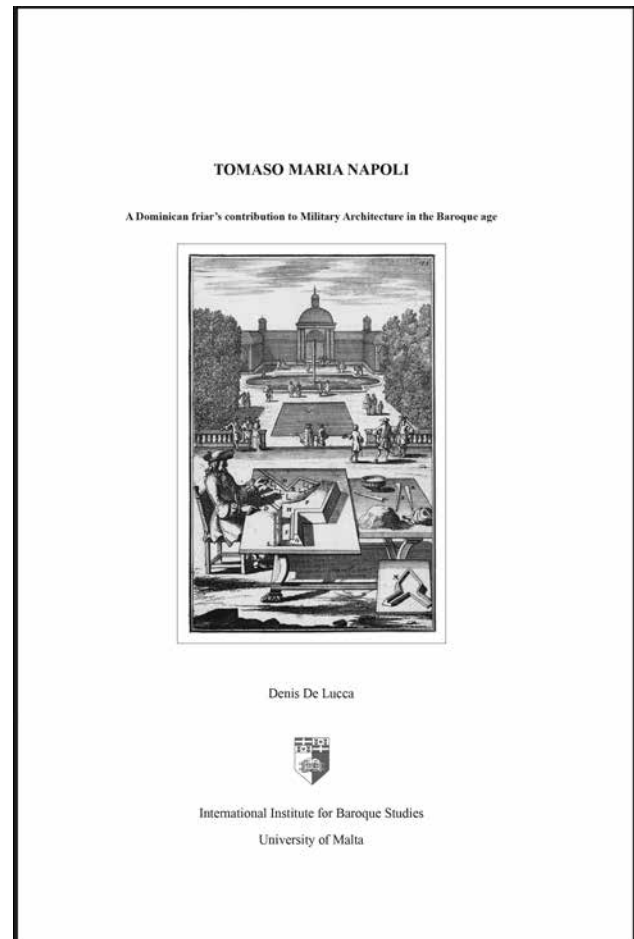 TOMASO MARIA NAPOLI
A Dominican friar's contribution to Military Architecture in the Baroque age
Denis De Lucca
International Institute for Baroque Studies
University of Malta